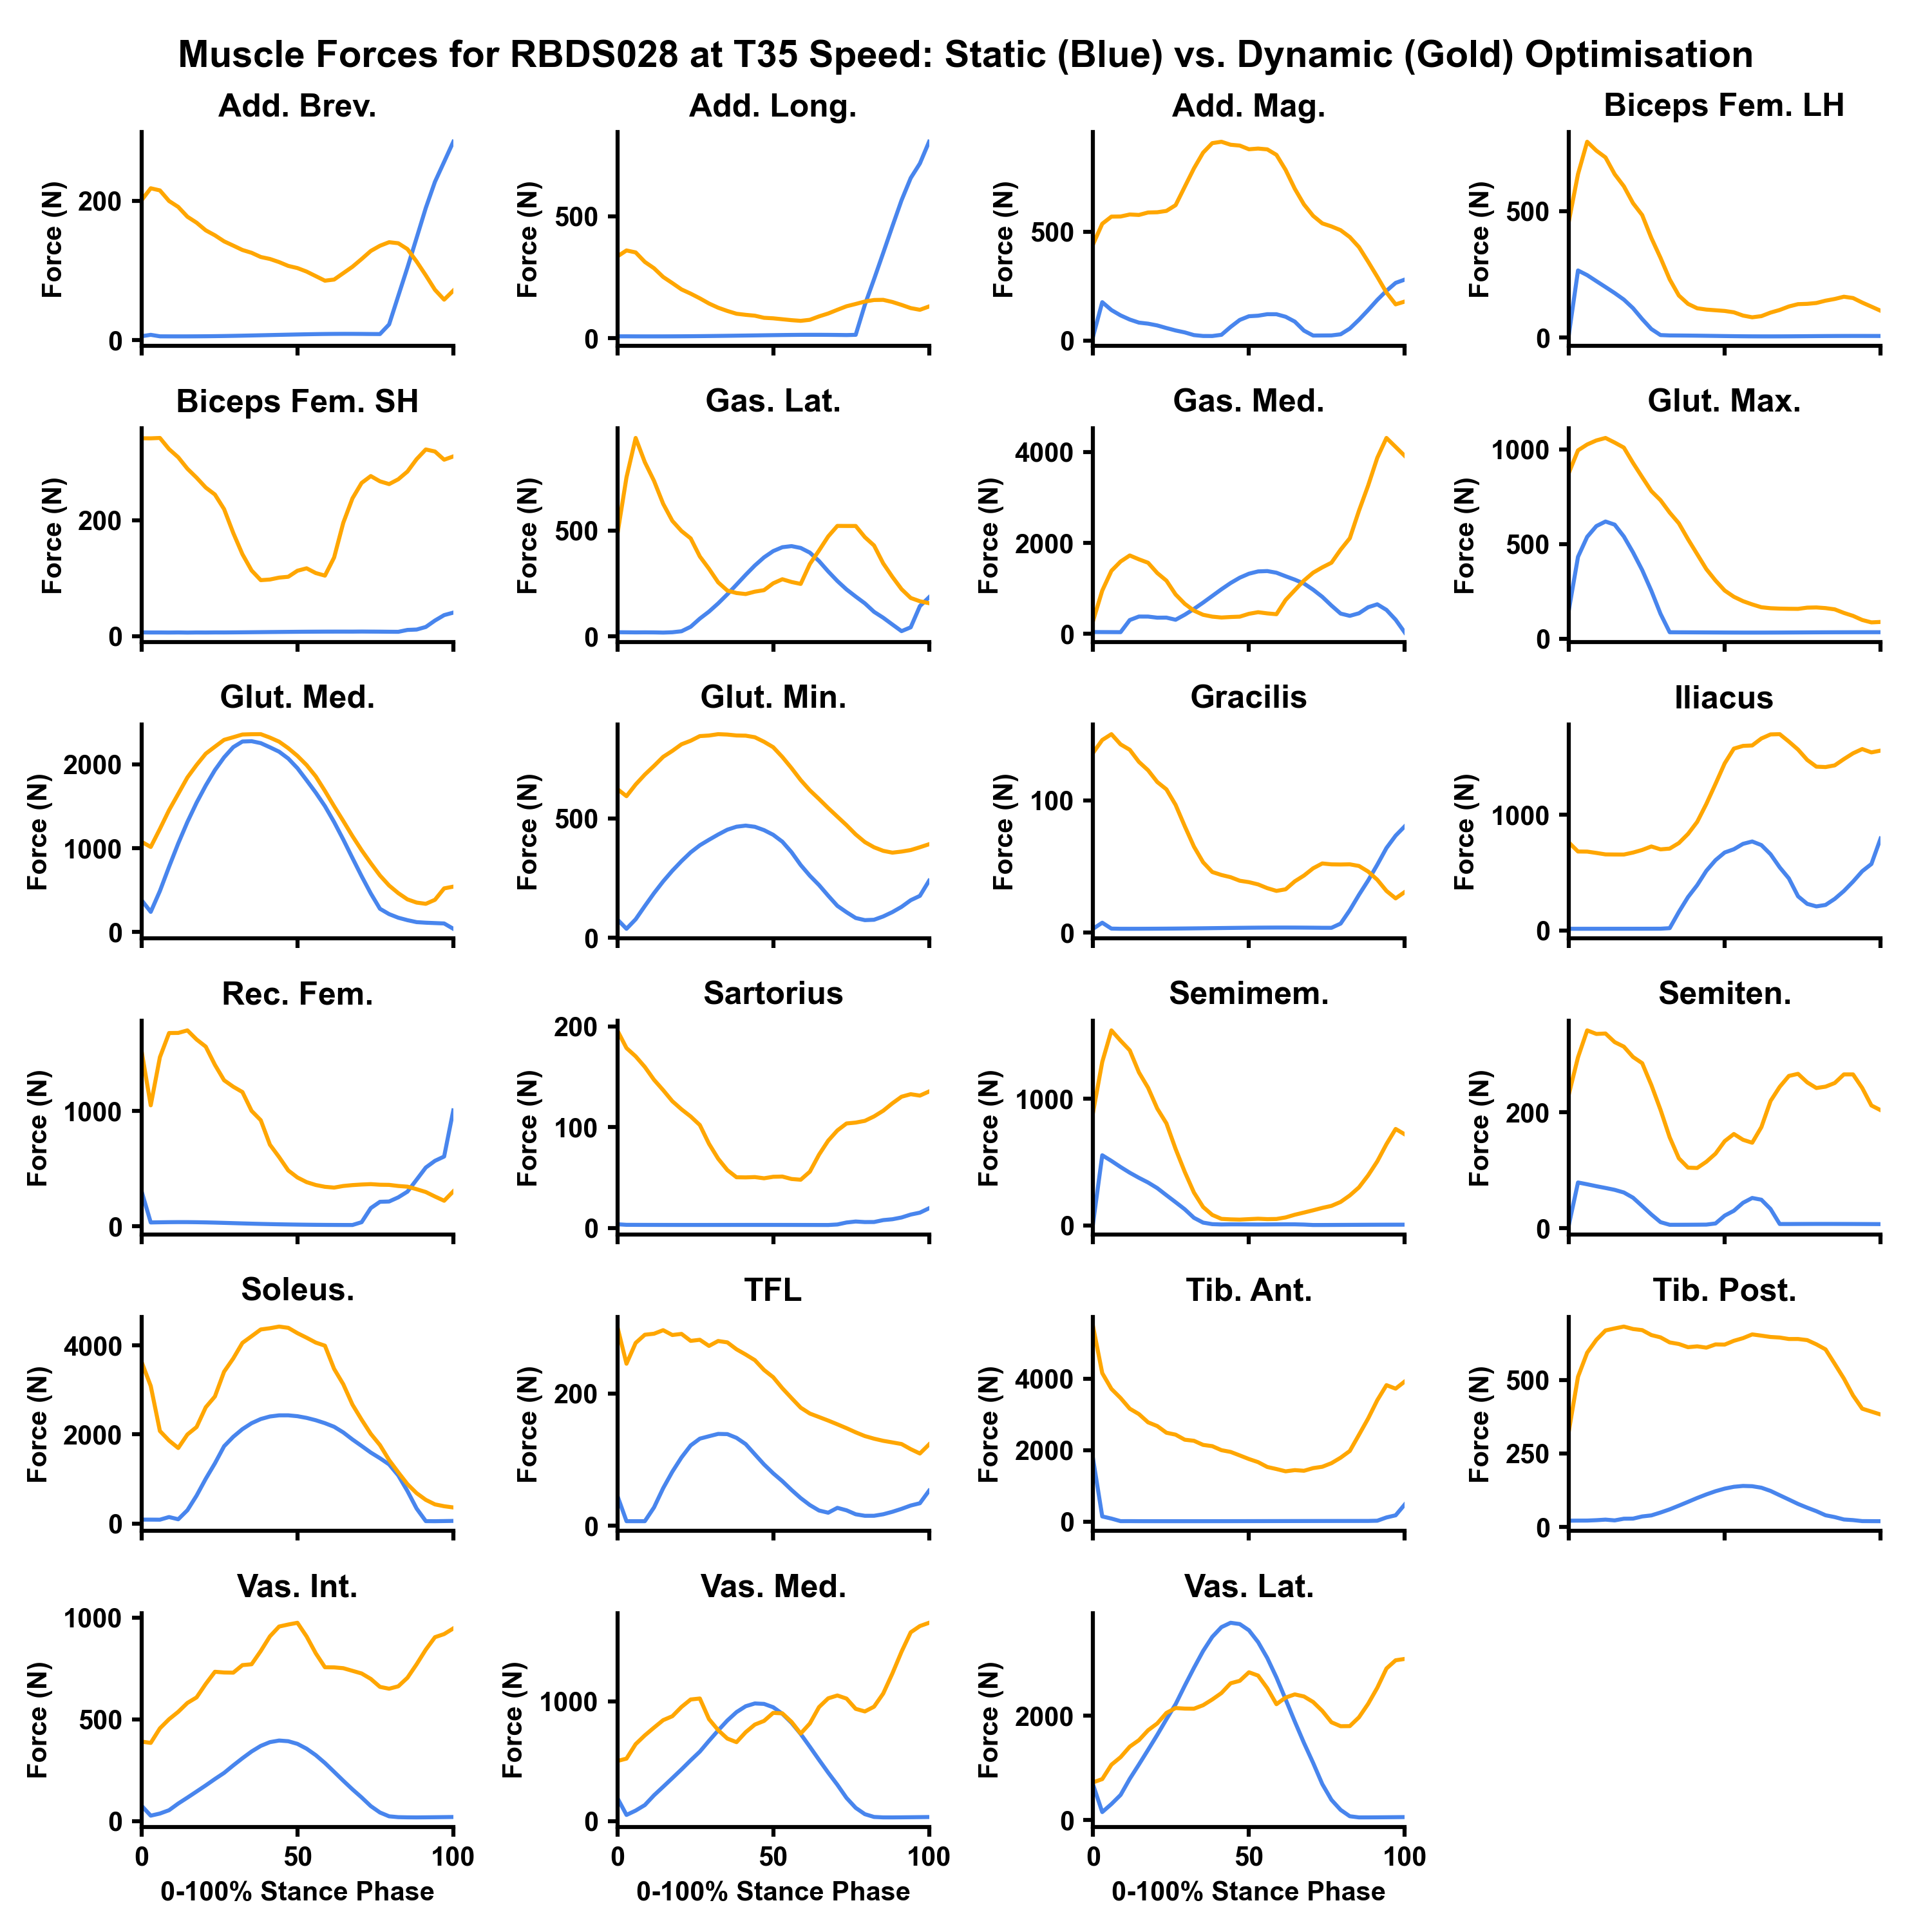 Muscle Forces for RBDS028 at T35 Speed: Static (Blue) vs. Dynamic (Gold) Optimisation
Add. Brev.
Add. Long.
Add. Mag.
Biceps Fem. LH
Force (N)
200
0
Force (N)
500
0
Force (N)
500
0
Force (N)
500
0
Biceps Fem. SH
Gas. Lat.
Gas. Med.
Glut. Max.
Force (N)
200
0
Force (N)
500
0
Force (N)
4000
2000
0
Force (N)
1000
500
0
Glut. Med.
Glut. Min.
Gracilis
Iliacus
Force (N)
2000
1000
0
Force (N)
500
0
Force (N)
100
0
Force (N)
1000
0
Rec. Fem.
Sartorius
Semimem.
Semiten.
Force (N)
1000
0
Force (N)
200
100
0
Force (N)
1000
0
Force (N)
200
0
Soleus.
TFL
Tib. Ant.
Tib. Post.
Force (N)
4000
2000
0
Force (N)
200
0
Force (N)
4000
2000
0
Force (N)
500
250
0
Vas. Int.
Vas. Med.
Vas. Lat.
Force (N)
1000
500
0
Force (N)
1000
0
Force (N)
2000
0
0 50 100
0 50 100
0 50 100
0-100% Stance Phase
0-100% Stance Phase
0-100% Stance Phase